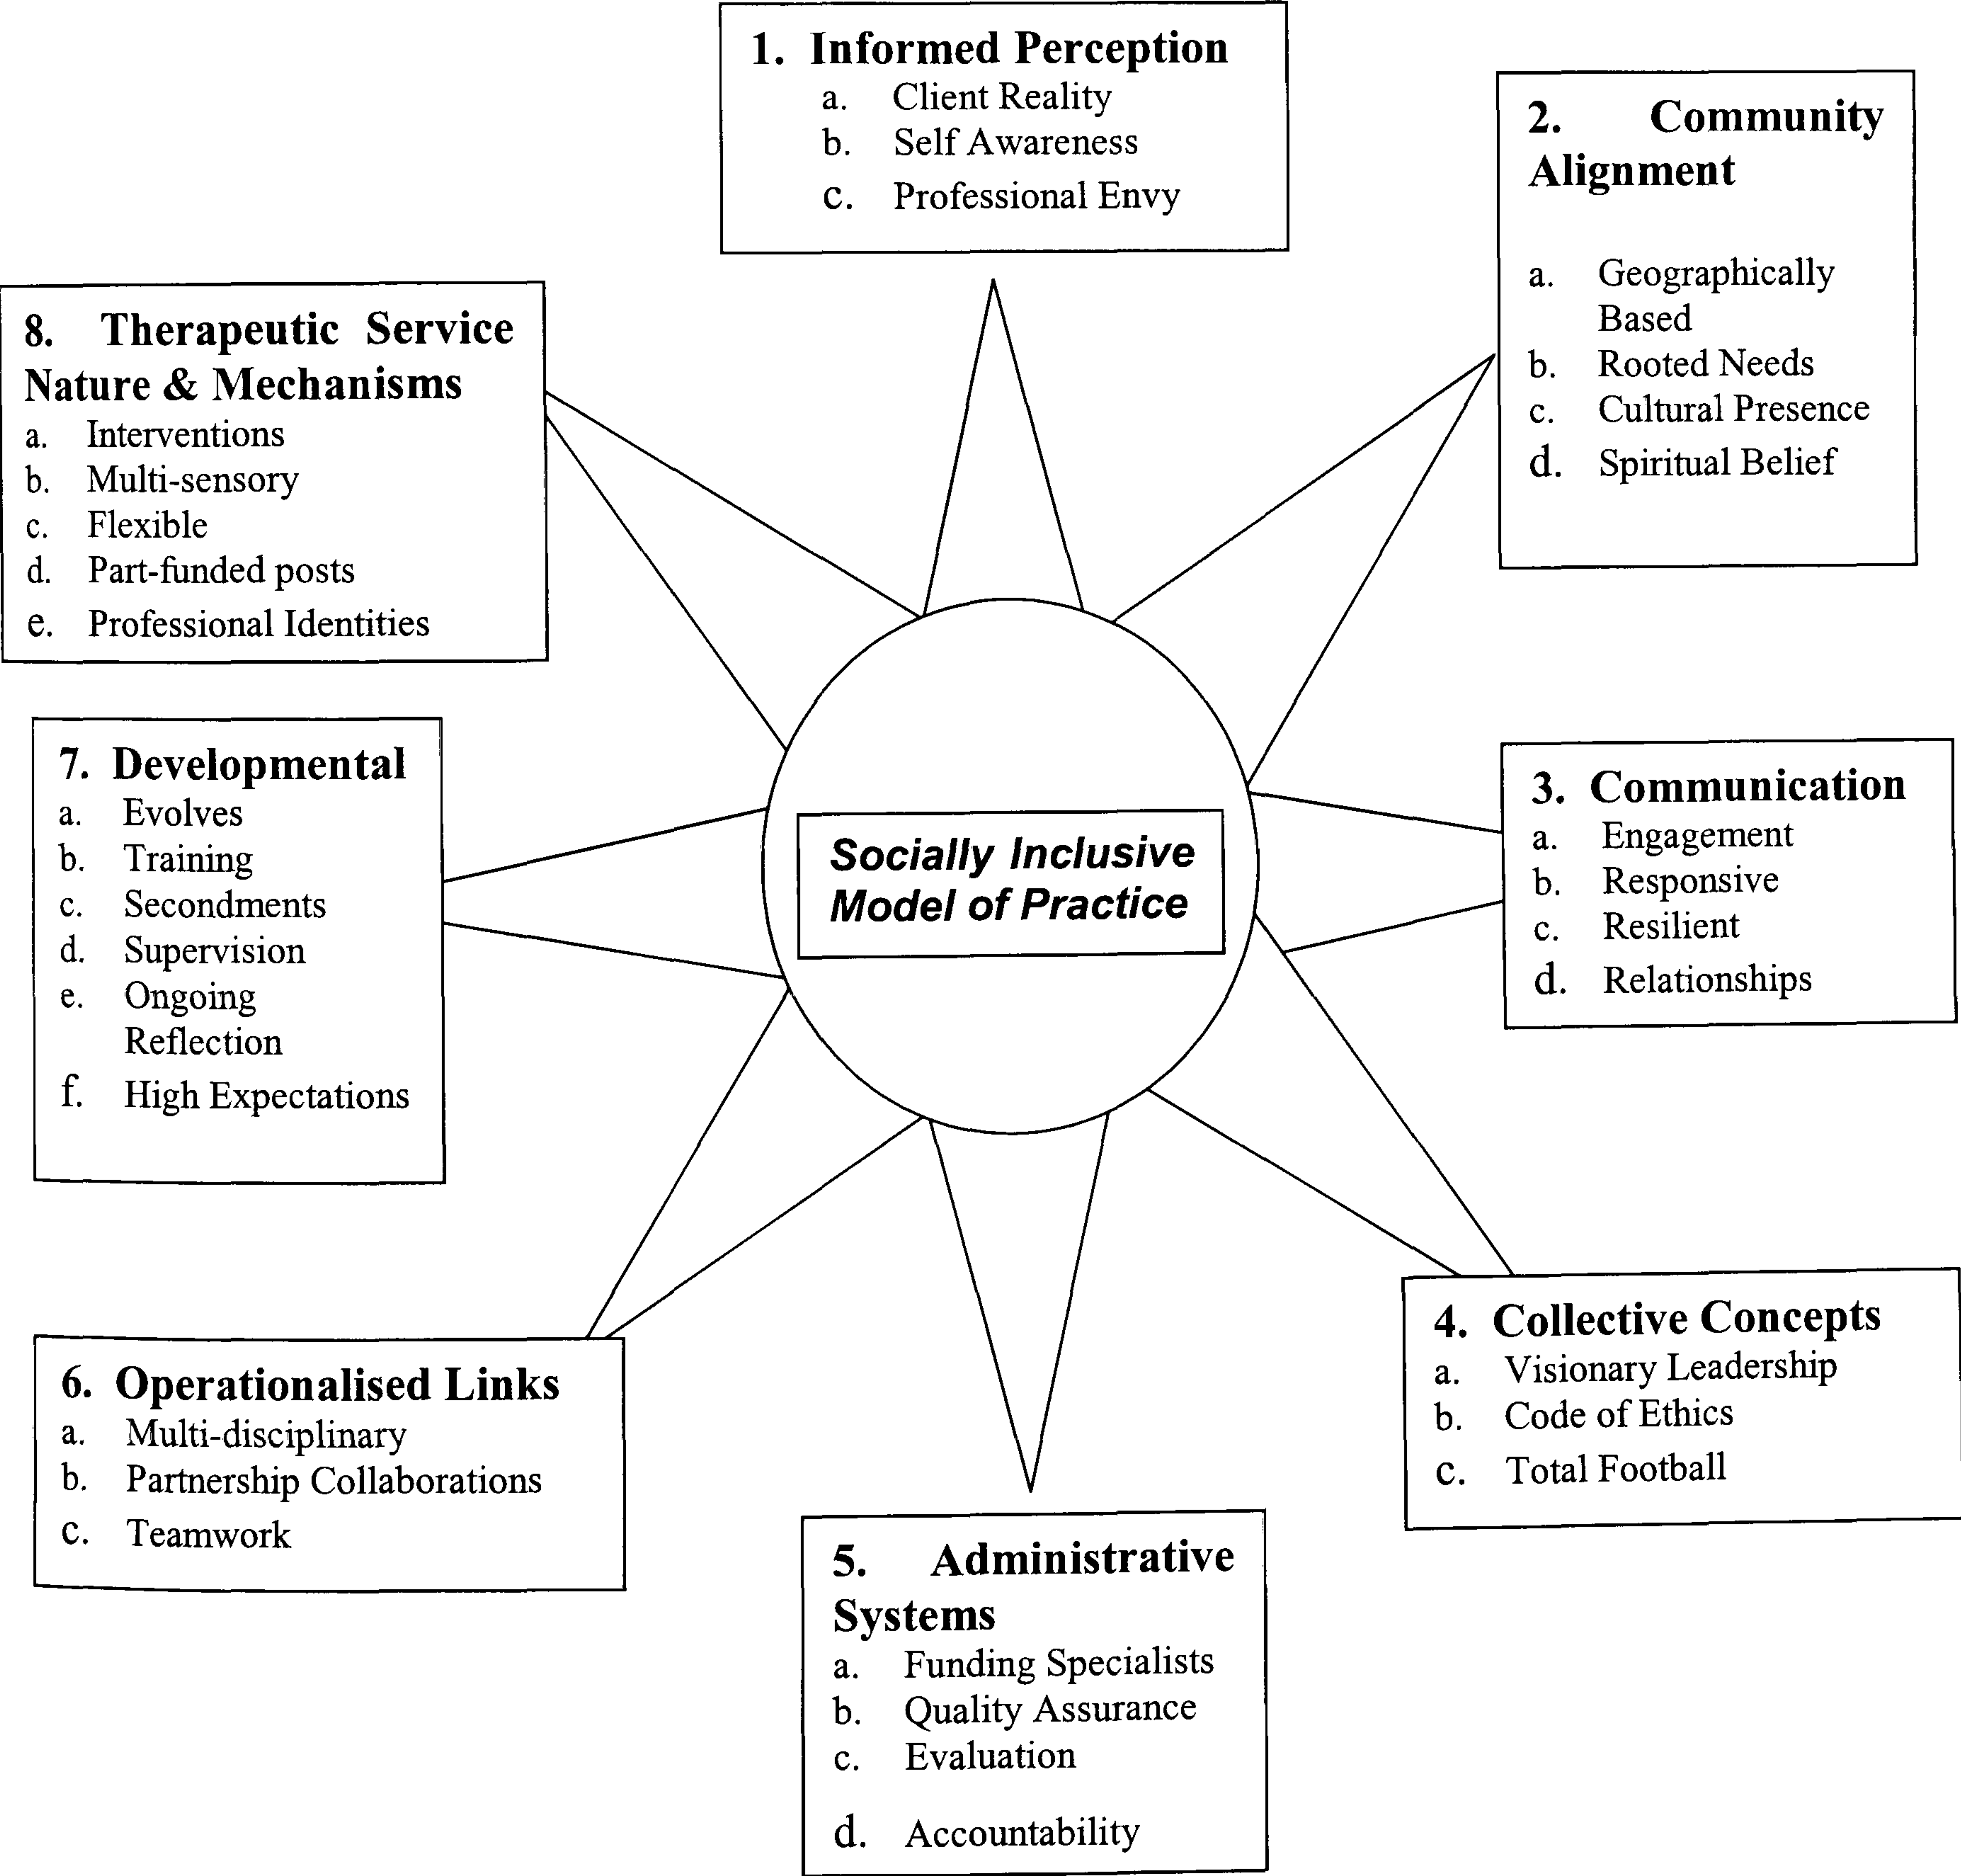 1. Informed Perception
a. Client Reality
b. Self Awareness
c. Professional Envy
2. Community
Alignment
a. Geographically
Based
b. Rooted Needs
c. Cultural Presence
d. Spiritual Belief
3. Communication
a. Engagement
b. Responsive
c. Resilient
d. Relationships
4. Collective Concepts
a. Visionary Leadership
b. Code of Ethics
c. Total Football
5. Administrative
Systems
a. Funding Specialists
b. Quality Assurance
c. Evaluation
d. Accountability
6. Operationalised Links
a. Multi-disciplinary
b. Partnership Collaborations
c. Teamwork
7. Developmental
a. Evolves
b. Training
c. Secondments
d. Supervision
e. Ongoing
Reflection
f. High Expectations
8. Therapeutic Service
Nature & Mechanisms
a. Interventions
b. Multi-sensory
c. Flexible
d. Part-funded posts
e. Professional Identities
Socially Inclusive
Model of Practice